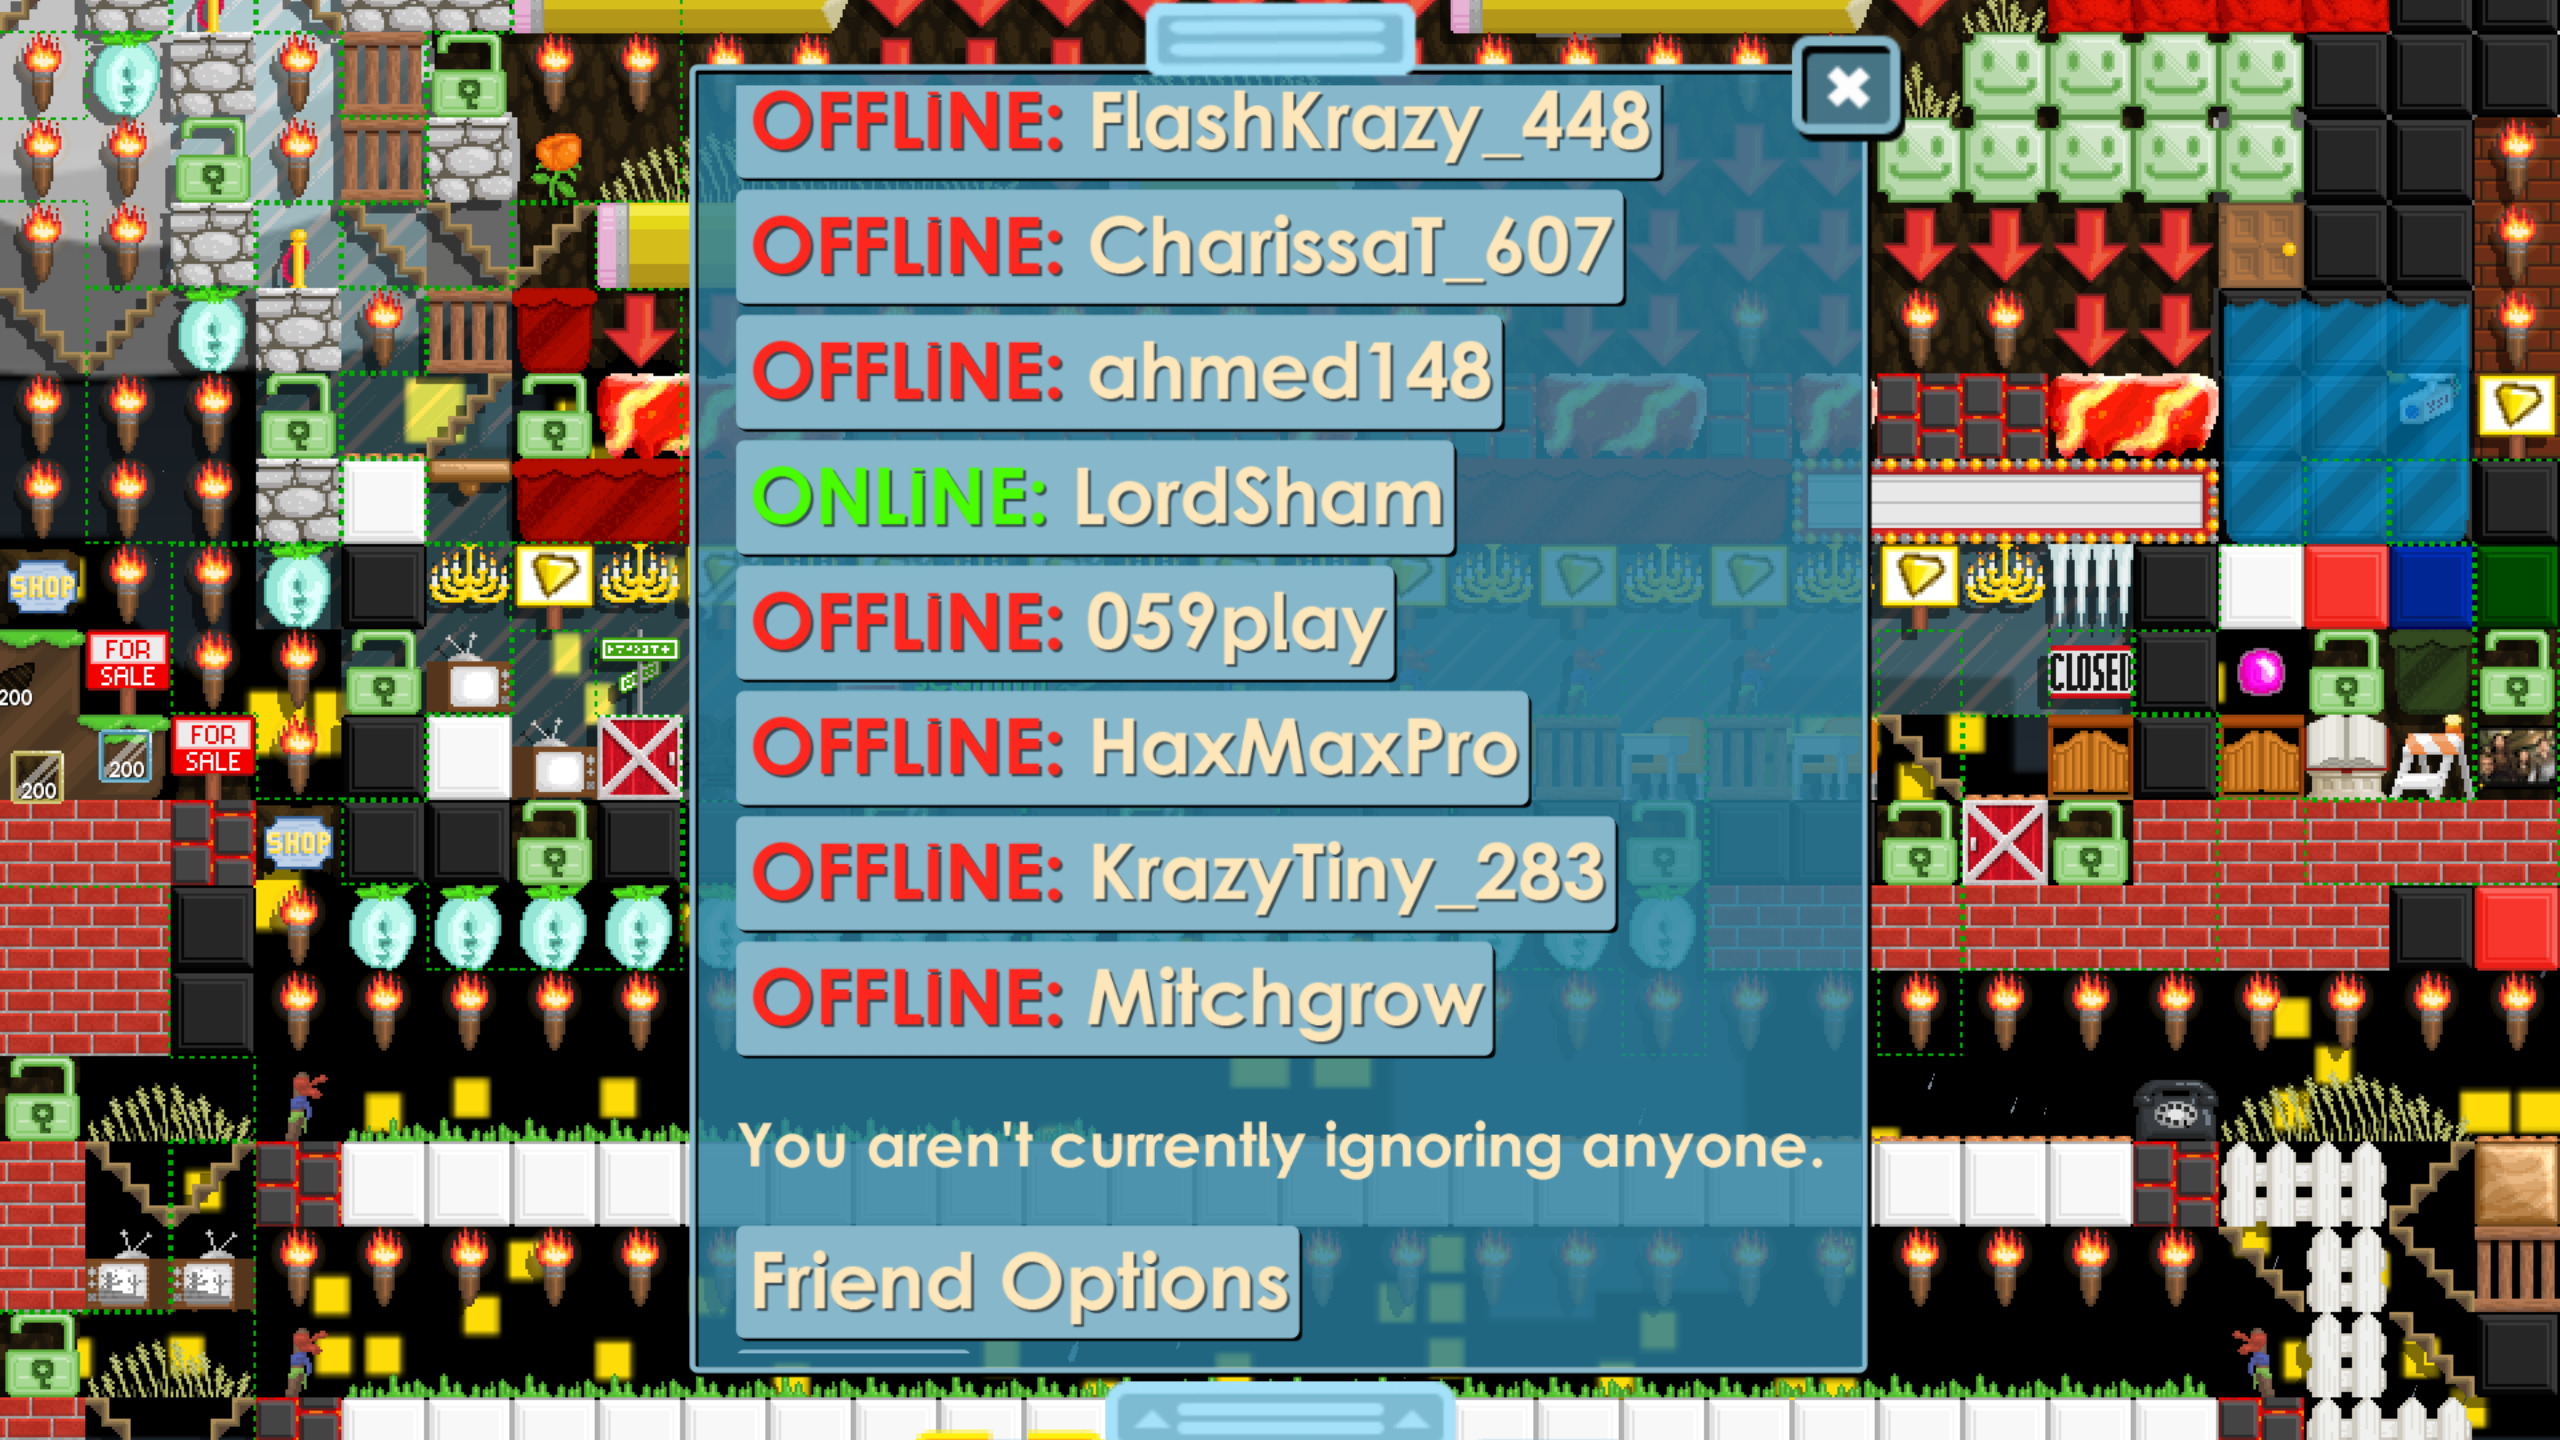 OFFLiNE: FlashKrazy_448
OFFLiNE: CharissaT_607
OFFLiNE: ahmed148
ONLiNE: LordSham
OFFLiNE: 059play
OFFLiNE: HaxMaxPro
OFFLiNE: KrazyTiny_283
OFFLiNE: Mitchgrow
You aren't currently ignoring anyone.
Friend Options
SHOP
FOR
SALE
200
FOR
SALE
200
200
SHOP
CLOSED